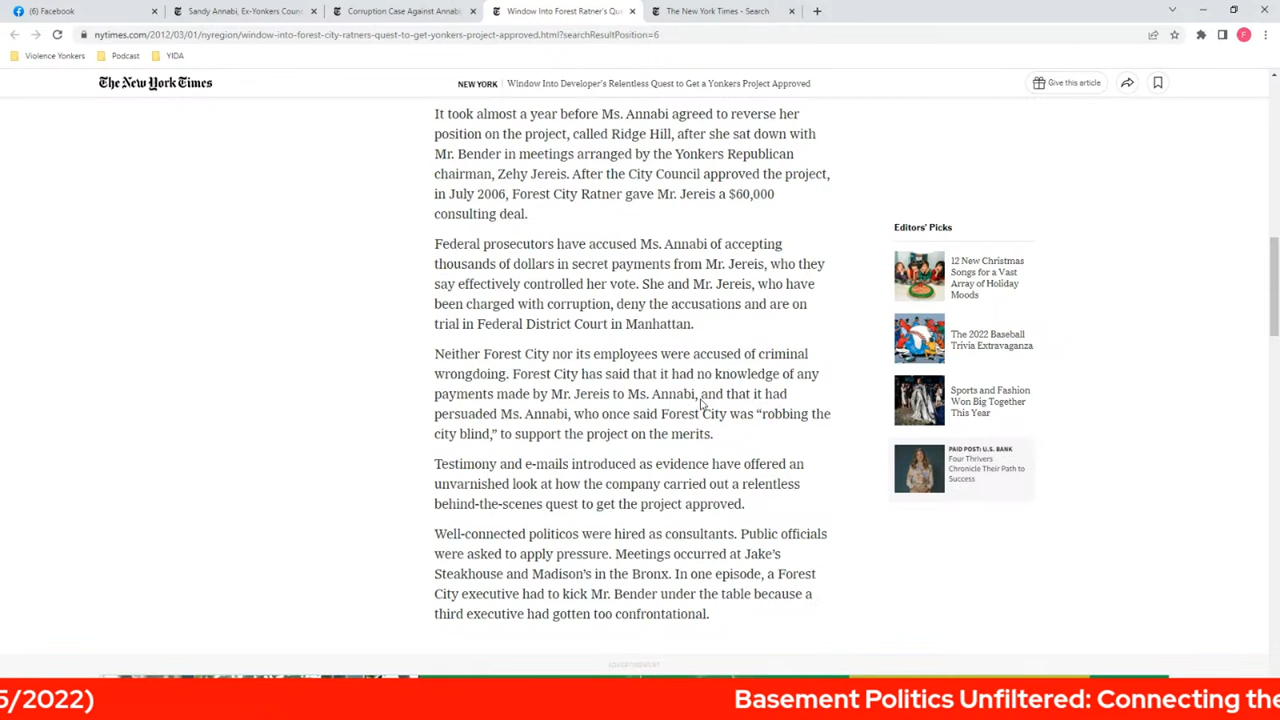 (6) Facebook
Sandy Annabi, Ex-Yonkers Counc
Corruption Case Against Annabi,
Window Into Forest Ratner's Qu
The New York Times - Search
nytimes.com/2012/03/01/nyregion/window-into-forest-city-ratners-quest-to-get-yonkers-project-approved.html?searchResultPosition=6
Violence Yonkers
Podcast
YIDA
The New York Times
NEW YORK Window Into Developer's Relentless Quest to Get a Yonkers Project Approved
Give this article
It took almost a year before Ms. Annabi agreed to reverse her
position on the project, called Ridge Hill, after she sat down with
Mr. Bender in meetings arranged by the Yonkers Republican
chairman, Zehy Jereis. After the City Council approved the project,
in July 2006, Forest City Ratner gave Mr. Jereis a $60,000
consulting deal.
Federal prosecutors have accused Ms. Annabi of accepting
thousands of dollars in secret payments from Mr. Jereis, who they
say effectively controlled her vote. She and Mr. Jereis, who have
been charged with corruption, deny the accusations and are on
trial in Federal District Court in Manhattan.
Neither Forest City nor its employees were accused of criminal
wrongdoing. Forest City has said that it had no knowledge of any
payments made by Mr. Jereis to Ms. Annabi, and that it had
persuaded Ms. Annabi, who once said Forest City was “robbing the
city blind,” to support the project on the merits.
Testimony and e-mails introduced as evidence have offered an
unvarnished look at how the company carried out a relentless
behind-the-scenes quest to get the project approved.
Well-connected politicos were hired as consultants. Public officials
were asked to apply pressure. Meetings occurred at Jake’s
Steakhouse and Madison’s in the Bronx. In one episode, a Forest
City executive had to kick Mr. Bender under the table because a
third executive had gotten too confrontational.
Editors' Picks
12 New Christmas
Songs for a Vast
Array of Holiday
Moods
The 2022 Baseball
Trivia Extravaganza
Sports and Fashion
Won Big Together
This Year
PAID POST: U.S. BANK
Four Thrivers
Chronicle Their Path to
Success
ADVERTISEMENT
5/2022)
Basement Politics Unfiltered: Connecting the